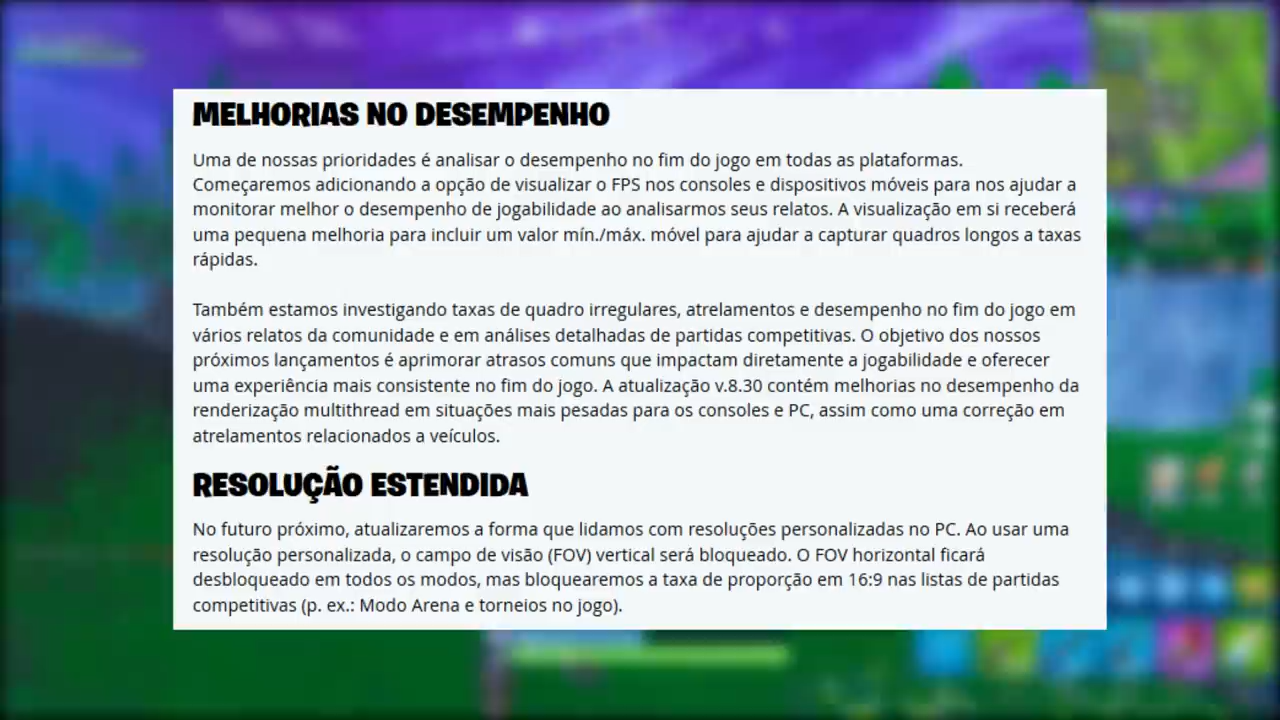 MELHORIAS NO DESEMPENHO
Uma de nossas prioridades é analisar o desempenho no fim do jogo em todas as plataformas.
Começaremos adicionando a opção de visualizar o FPS nos consoles e dispositivos móveis para nos ajudar a
monitorar melhor o desempenho de jogabilidade ao analisarmos seus relatos. A visualização em si receberá
uma pequena melhoria para incluir um valor mín./máx. móvel para ajudar a capturar quadros longos a taxas
rápidas.
Também estamos investigando taxas de quadro irregulares, atrelamentos e desempenho no fim do jogo em
vários relatos da comunidade e em análises detalhadas de partidas competitivas. O objetivo dos nossos
próximos lançamentos é aprimorar atrasos comuns que impactam diretamente a jogabilidade e oferecer
uma experiência mais consistente no fim do jogo. A atualização v.8.30 contém melhorias no desempenho da
renderização multithread em situações mais pesadas para os consoles e PC, assim como uma correção em
atrelamentos relacionados a veículos.
RESOLUÇÃO ESTENDIDA
No futuro próximo, atualizaremos a forma que lidamos com resoluções personalizadas no PC. Ao usar uma
resolução personalizada, o campo de visão (FOV) vertical será bloqueado. O FOV horizontal ficará
desbloqueado em todos os modos, mas bloquearemos a taxa de proporção em 16:9 nas listas de partidas
competitivas (p. ex.: Modo Arena e torneios no jogo).